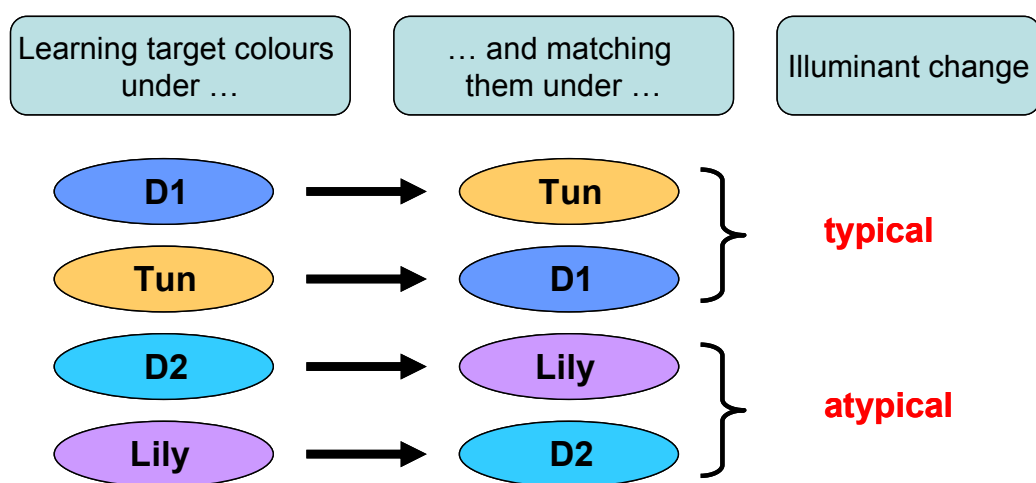 Learning target colours
under …
… and matching
them under …
Illuminant change
D1
Tun
Tun
D1
typical
D2
Lily
Lily
D2
atypical